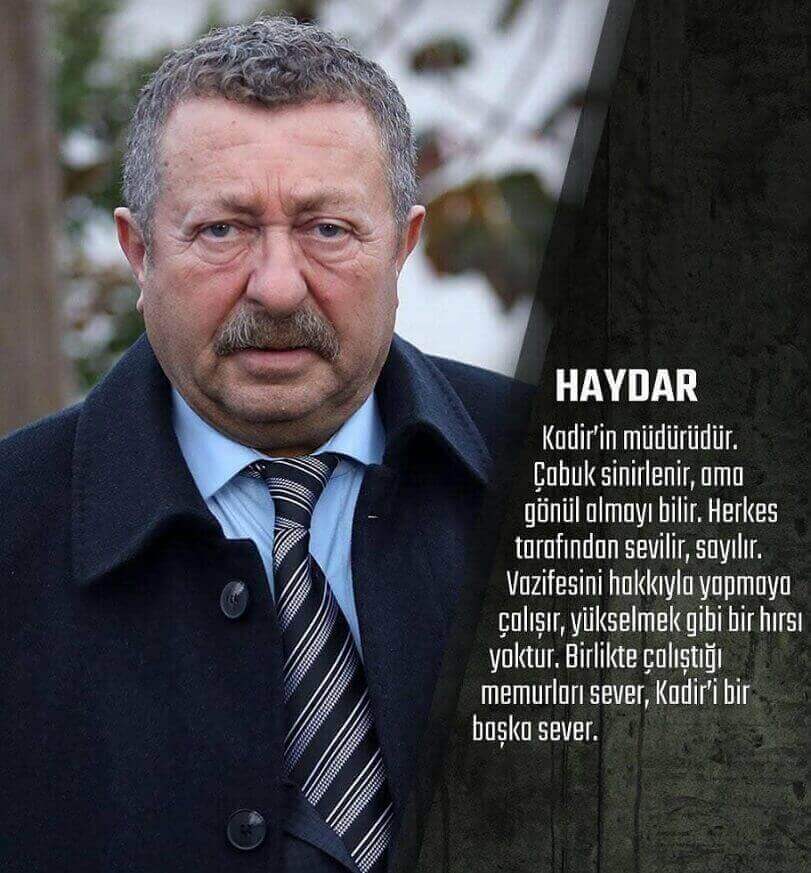 HAYDAR
Kadir'in müdürüdür.
Çabuk sinirlenir, ama
gönül almayı bilir. Herkes
tarafından sevilir, sayılır.
Vazifesini hakkıyla yapmaya
çalışır, yükselmek gibi bir hırsı
yoktur. Birlikte çalıştığı
memurları sever, Kadir'i bir
başka sever.